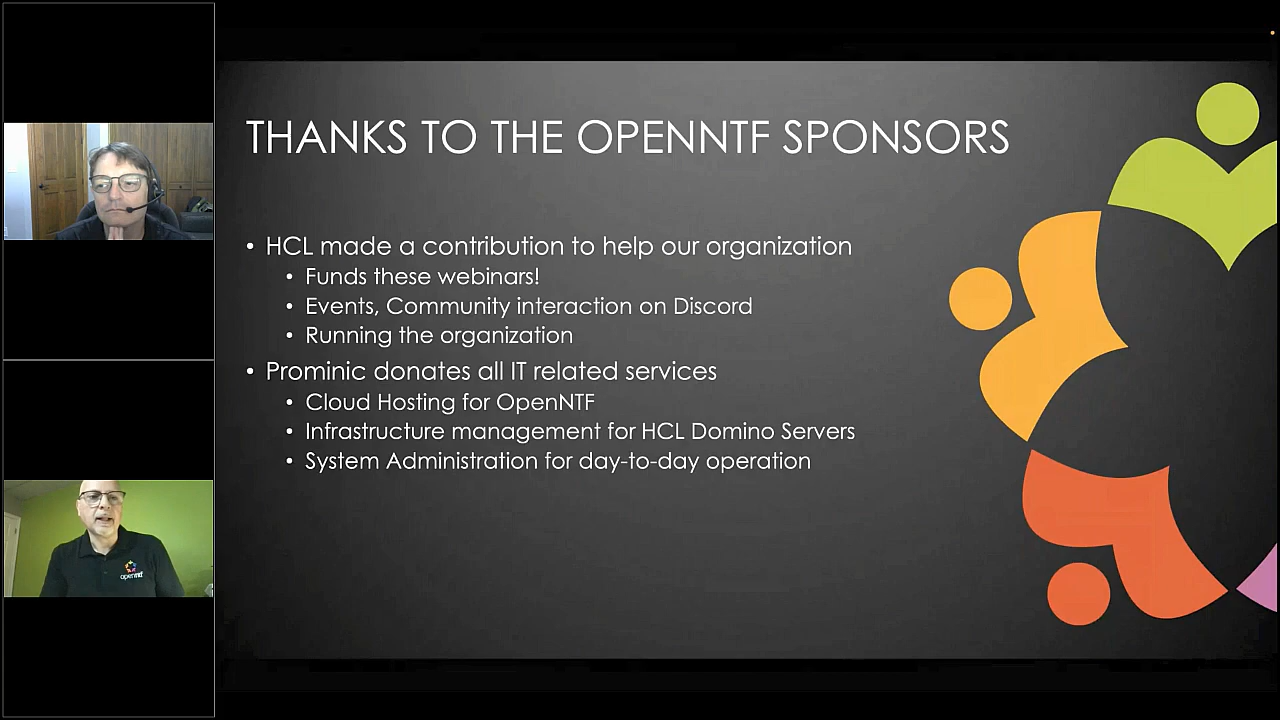 THANKS TO THE OPENNTF SPONSORS
• HCL made a contribution to help our organization
• Funds these webinars!
• Events, Community interaction on Discord
• Running the organization
• Prominic donates all IT related services
• Cloud Hosting for OpenNTF
• Infrastructure management for HCL Domino Servers
• System Administration for day-to-day operation
openntf